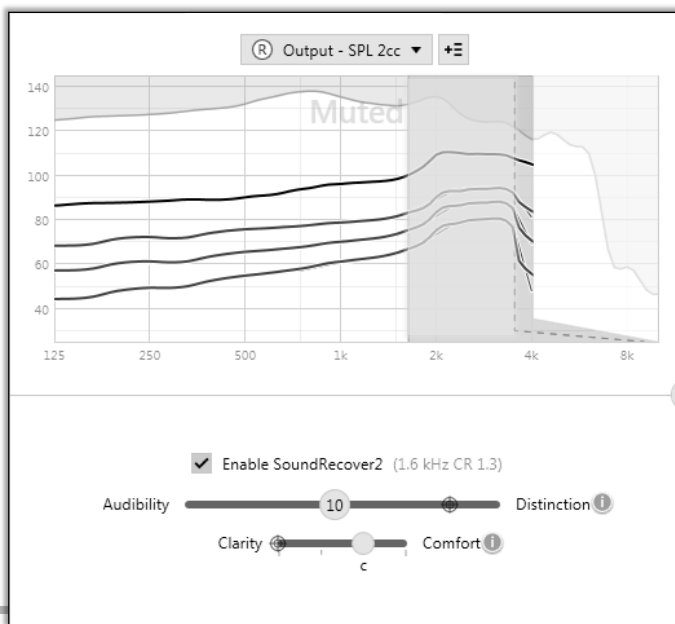 R Output - SPL 2cc
140
Muted
120
100
80
60
40
125 250 500 1k 2k 4k 8k
Enable SoundRecover2 (1.6 kHz CR 1.3)
Audibility 10 Distinction i
Clarity Comfort i
c